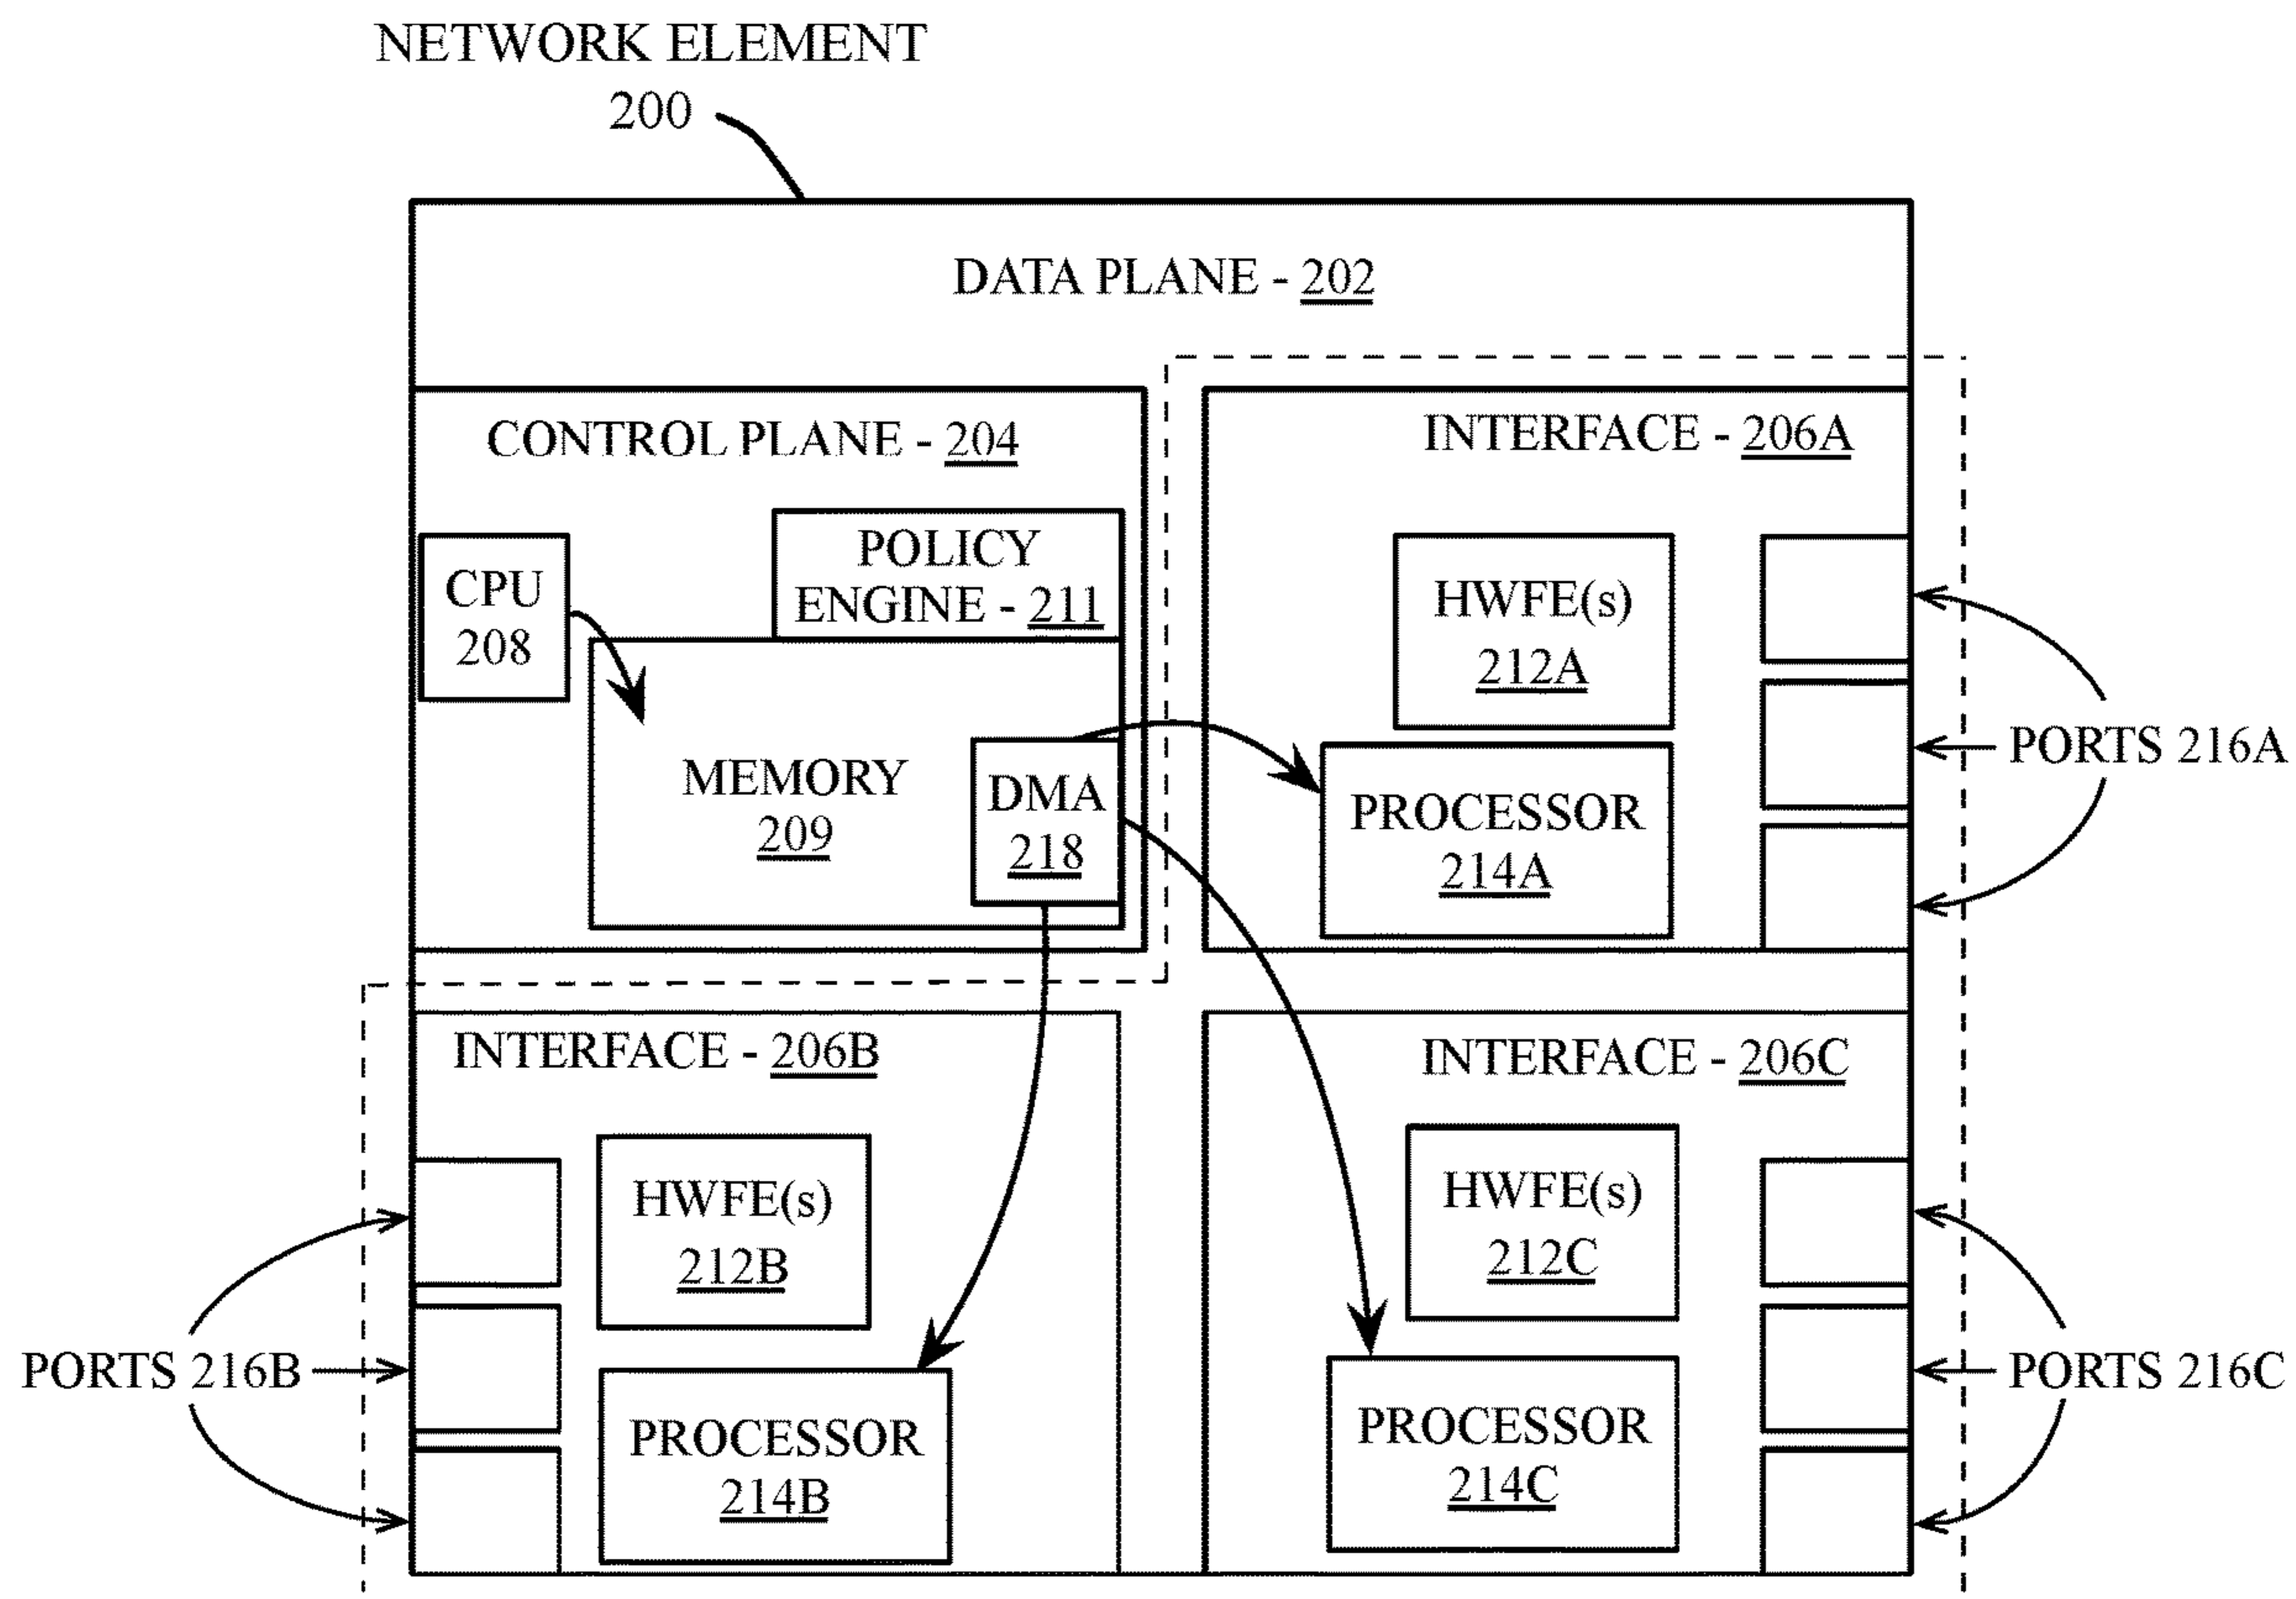 NETWORK ELEMENT
200
DATA PLANE - 202
CONTROL PLANE - 204
INTERFACE - 206A
POLICY
ENGINE - 211
CPU
208
HWFE(s)
212A
MEMORY
209
DMA
218
PROCESSOR
214A
PORTS 216A
INTERFACE - 206B
INTERFACE - 206C
HWFE(s)
212B
HWFE(s)
212C
PORTS 216B
PROCESSOR
214B
PROCESSOR
214C
PORTS 216C